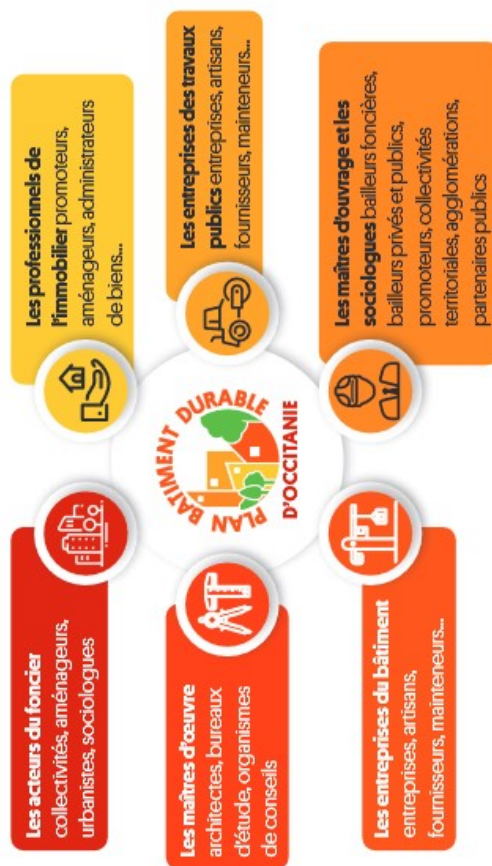 Les acteurs du foncier
collectivités, aménageurs,
urbanistes, sociologues
Les professionnels de
l'immobilier promoteurs,
aménageurs, administrateurs
de biens...
Les maîtres d'œuvre
architectes, bureaux
d'étude, organismes
de conseils
PLAN BÂTIMENT DURABLE
D'OCCITANIE
Les entreprises des travaux
publics entreprises, artisans,
fournisseurs, mainteneurs...
Les entreprises du bâtiment
entreprises, artisans,
fournisseurs, mainteneurs...
Les maîtres d'ouvrage et les
sociologues bailleurs foncières,
bailleurs privés et publics,
promoteurs, collectivités
territoriales, agglomérations,
partenaires publics